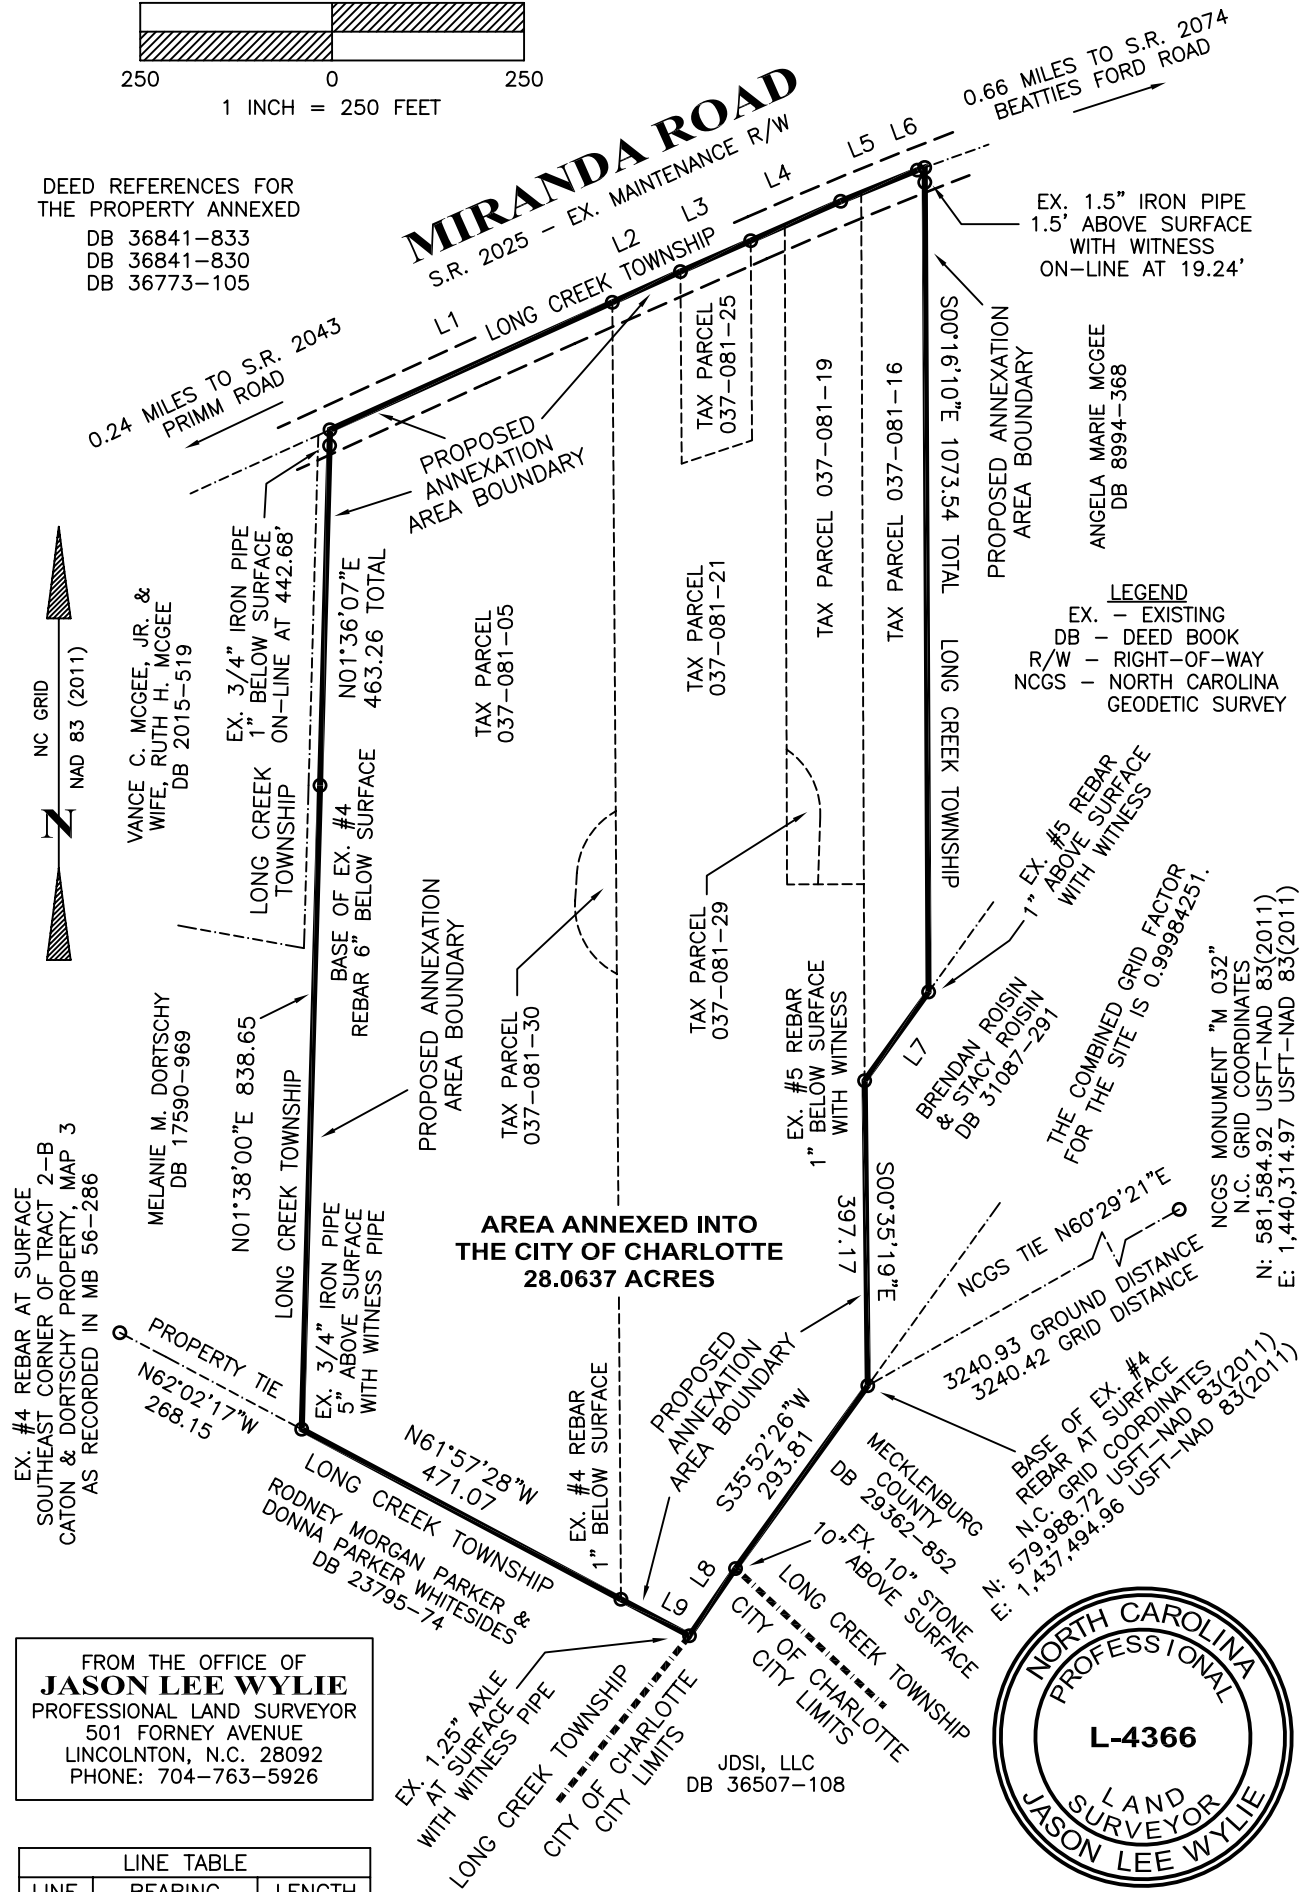 250
0
250
1 INCH = 250 FEET
DEED REFERENCES FOR
THE PROPERTY ANNEXED
DB 36841-833
DB 36841-830
DB 36773-105
MIRANDA ROAD
S.R. 2025 - EX. MAINTENANCE R/W
0.66 MILES TO S.R. 2074
BEATTIES FORD ROAD
0.24 MILES TO S.R. 2043
PRIMM ROAD
L1
L2
L3
L4
L5
L6
LONG CREEK TOWNSHIP
EX. 1.5" IRON PIPE
1.5' ABOVE SURFACE
WITH WITNESS
ON-LINE AT 19.24'
PROPOSED
ANNEXATION
AREA BOUNDARY
TAX PARCEL
037-081-25
TAX PARCEL 037-081-19
TAX PARCEL 037-081-16
S00°16'10"E 1073.54 TOTAL
LONG CREEK TOWNSHIP
PROPOSED ANNEXATION
AREA BOUNDARY
ANGELA MARIE MCGEE
DB 8994-368
LEGEND
EX. - EXISTING
DB - DEED BOOK
R/W - RIGHT-OF-WAY
NCGS - NORTH CAROLINA
GEODETIC SURVEY
NC GRID
NAD 83 (2011)
N
VANCE C. MCGEE, JR. &
WIFE, RUTH H. MCGEE
DB 2015-519
EX. 3/4" IRON PIPE
1" BELOW SURFACE
ON-LINE AT 442.68'
N01°36'07"E
463.26 TOTAL
LONG CREEK
TOWNSHIP
BASE OF EX. #4
REBAR 6" BELOW SURFACE
TAX PARCEL
037-081-05
TAX PARCEL
037-081-21
TAX PARCEL
037-081-29
TAX PARCEL
037-081-30
PROPOSED ANNEXATION
AREA BOUNDARY
EX. #5 REBAR
1" ABOVE SURFACE
WITH WITNESS
EX. #5 REBAR
1" BELOW SURFACE
WITH WITNESS
L7
BRENDAN ROISIN
& STACY ROISIN
DB 31087-291
THE COMBINED GRID FACTOR
FOR THE SITE IS 0.99984251.
NCGS MONUMENT "M 032"
N.C. GRID COORDINATES
N: 581,584.92 USFT-NAD 83(2011)
E: 1,440,314.97 USFT-NAD 83(2011)
MELANIE M. DORTSCHY
DB 17590-969
N01°38'00"E 838.65
LONG CREEK TOWNSHIP
EX. #4 REBAR AT SURFACE
SOUTHEAST CORNER OF TRACT 2-B
CATON & DORTSCHY PROPERTY, MAP 3
AS RECORDED IN MB 56-286
PROPERTY TIE
N62°02'17"W
268.15
EX. 3/4" IRON PIPE
5" ABOVE SURFACE
WITH WITNESS PIPE
AREA ANNEXED INTO
THE CITY OF CHARLOTTE
28.0637 ACRES
S00°35'19"E
397.17
NCGS TIE N60°29'21"E
3240.93 GROUND DISTANCE
3240.42 GRID DISTANCE
BASE OF EX. #4
REBAR AT SURFACE
N.C. GRID COORDINATES
N: 579,988.72 USFT-NAD 83(2011)
E: 1,437,494.96 USFT-NAD 83(2011)
N61°57'28"W
471.07
LONG CREEK TOWNSHIP
RODNEY MORGAN PARKER &
DONNA PARKER WHITESIDES
DB 23795-74
EX. #4 REBAR
1" BELOW SURFACE
PROPOSED
ANNEXATION
AREA BOUNDARY
S35°52'26"W
293.81
MECKLENBURG
COUNTY
DB 29362-852
EX. 10" STONE
10" ABOVE SURFACE
L8
L9
LONG CREEK TOWNSHIP
CITY OF CHARLOTTE
CITY LIMITS
EX. 1.25" AXLE
AT SURFACE
WITH WITNESS PIPE
LONG CREEK TOWNSHIP
CITY OF CHARLOTTE
CITY LIMITS
JDSI, LLC
DB 36507-108
FROM THE OFFICE OF
JASON LEE WYLIE
PROFESSIONAL LAND SURVEYOR
501 FORNEY AVENUE
LINCOLNTON, N.C. 28092
PHONE: 704-763-5926
NORTH CAROLINA
PROFESSIONAL
L-4366
LAND
SURVEYOR
JASON LEE WYLIE
LINE TABLE
LINE BEARING LENGTH